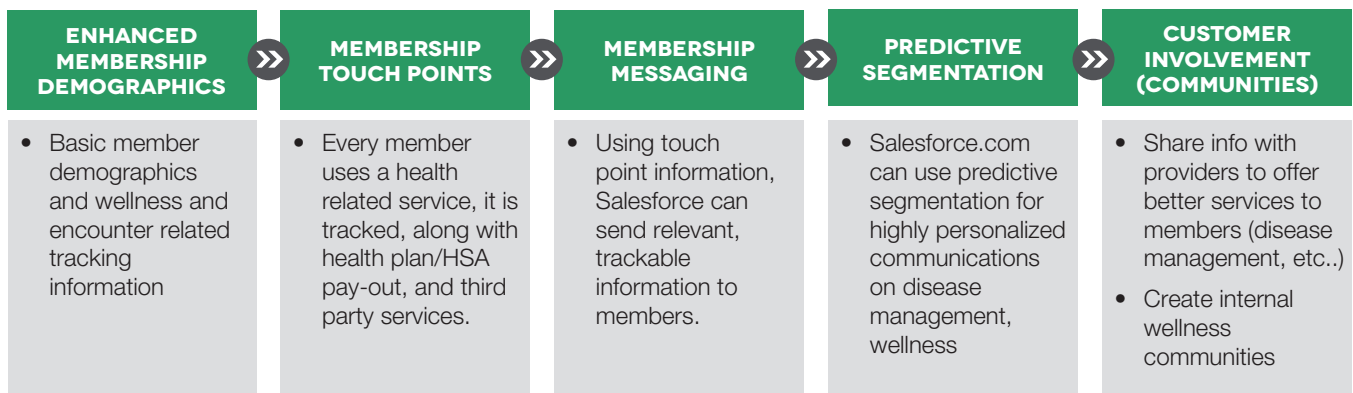 ENHANCED
MEMBERSHIP
DEMOGRAPHICS
• Basic member
demographics
and wellness and
encounter related
tracking
information
MEMBERSHIP
TOUCH POINTS
• Every member
uses a health
related service, it is
tracked, along with
health plan/HSA
pay-out, and third
party services.
MEMBERSHIP
MESSAGING
• Using touch
point information,
Salesforce can
send relevant,
trackable
information to
members.
PREDICTIVE
SEGMENTATION
• Salesforce.com
can use predictive
segmentation for
highly personalized
communications
on disease
management,
wellness
CUSTOMER
INVOLVEMENT
(COMMUNITIES)
• Share info with
providers to offer
better services to
members (disease
management, etc..)
• Create internal
wellness
communities